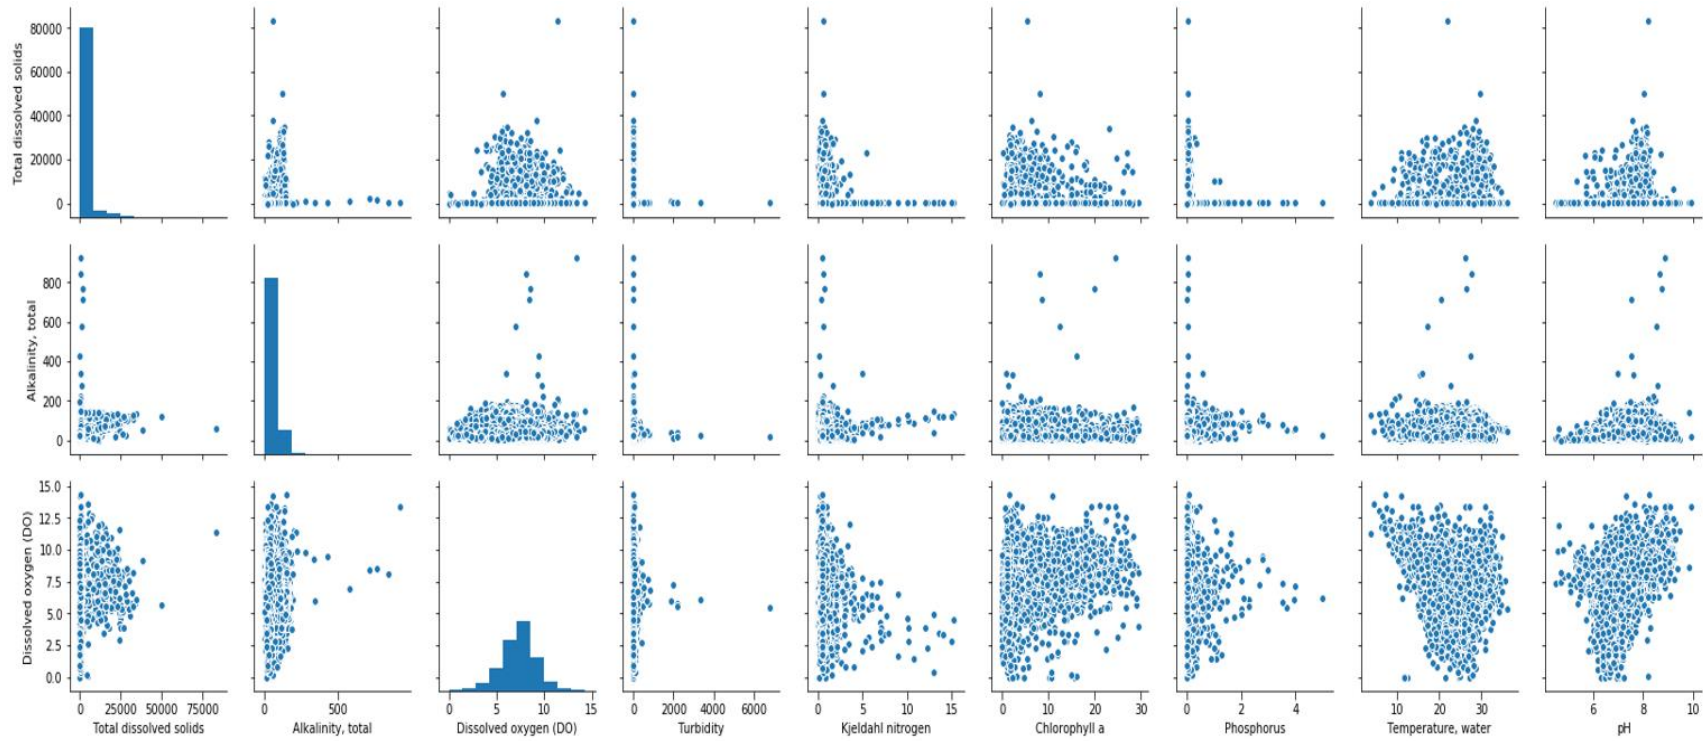 80000
60000
40000
20000
0
Total dissolved solids
800
600
400
200
0
Alkalinity, total
15.0
12.5
10.0
7.5
5.0
2.5
0.0
Dissolved oxygen (DO)
0 25000 50000 75000
0 500
0 5 10 15
0 2000 4000 6000
0 5 10 15
0 10 20 30
0 2 4
10 20 30
6 8 10
Total dissolved solids
Alkalinity, total
Dissolved oxygen (DO)
Turbidity
Kjeldahl nitrogen
Chlorophyll a
Phosphorus
Temperature, water
pH